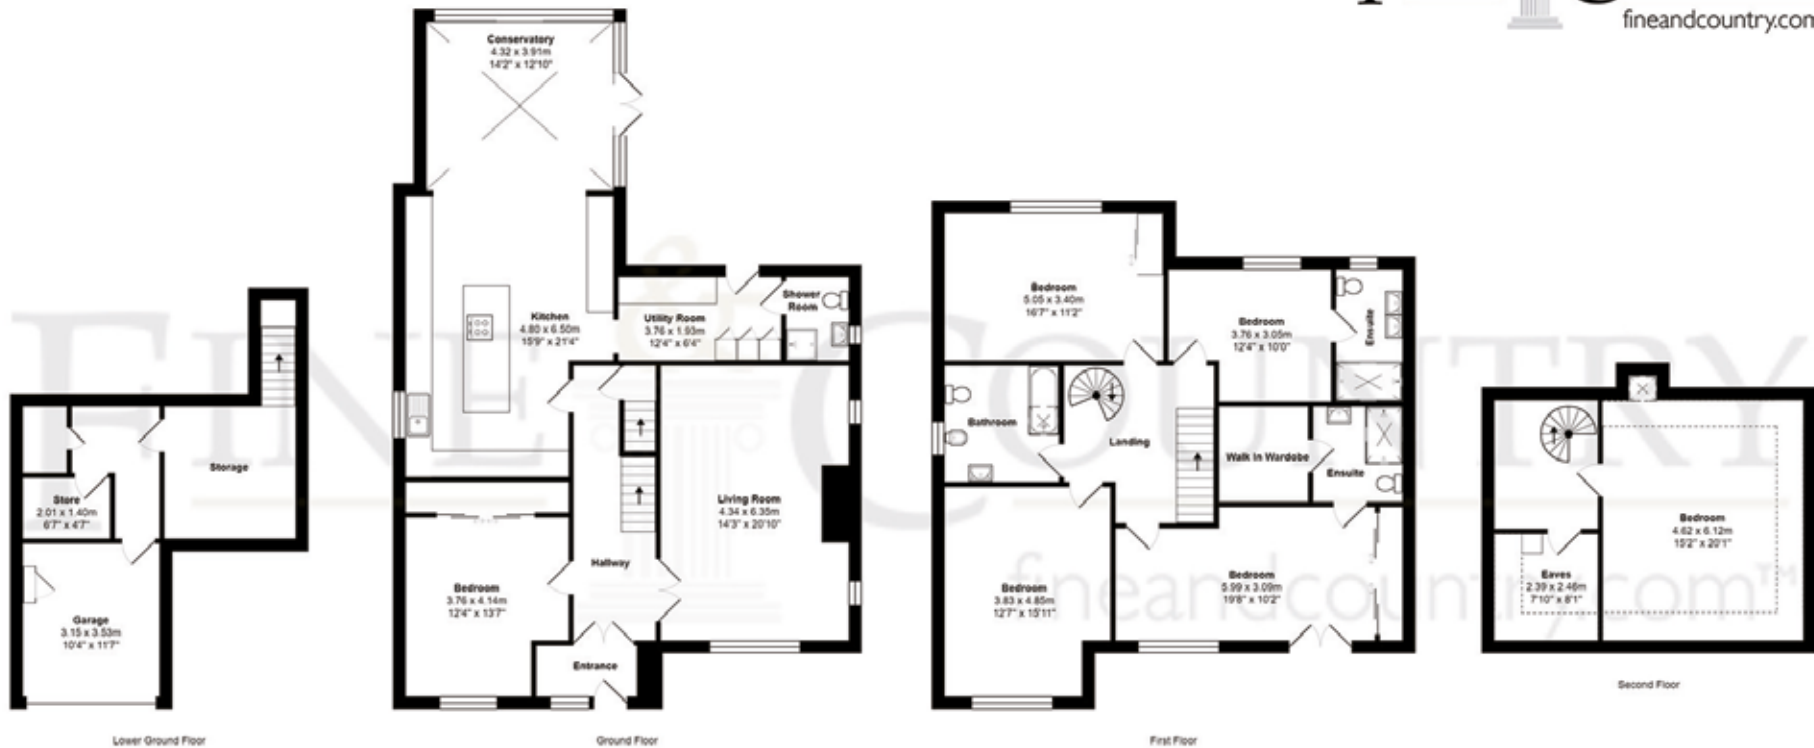 fineandcountry.com
Conservatory
4.32 x 3.91m
14'2" x 12'10"
Kitchen
4.80 x 6.50m
15'9" x 21'4"
Utility Room
3.76 x 1.93m
12'4" x 6'4"
Shower
Room
Storage
Store
2.01 x 1.40m
6'7" x 4'7"
Garage
3.15 x 3.53m
10'4" x 11'7"
Living Room
4.34 x 6.35m
14'3" x 20'10"
Hallway
Bedroom
3.76 x 4.14m
12'4" x 13'7"
Entrance
Bedroom
5.05 x 3.40m
16'7" x 11'2"
Bedroom
3.76 x 3.05m
12'4" x 10'0"
Ensuite
Bathroom
Landing
Walk In Wardobe
Ensuite
Bedroom
3.83 x 4.85m
12'7" x 15'11"
Bedroom
5.99 x 3.09m
19'8" x 10'2"
Bedroom
4.62 x 6.12m
15'2" x 20'1"
Eaves
2.39 x 2.46m
7'10" x 8'1"
FINE & COUNTRY
fineandcountry.com™
Lower Ground Floor
Ground Floor
First Floor
Second Floor